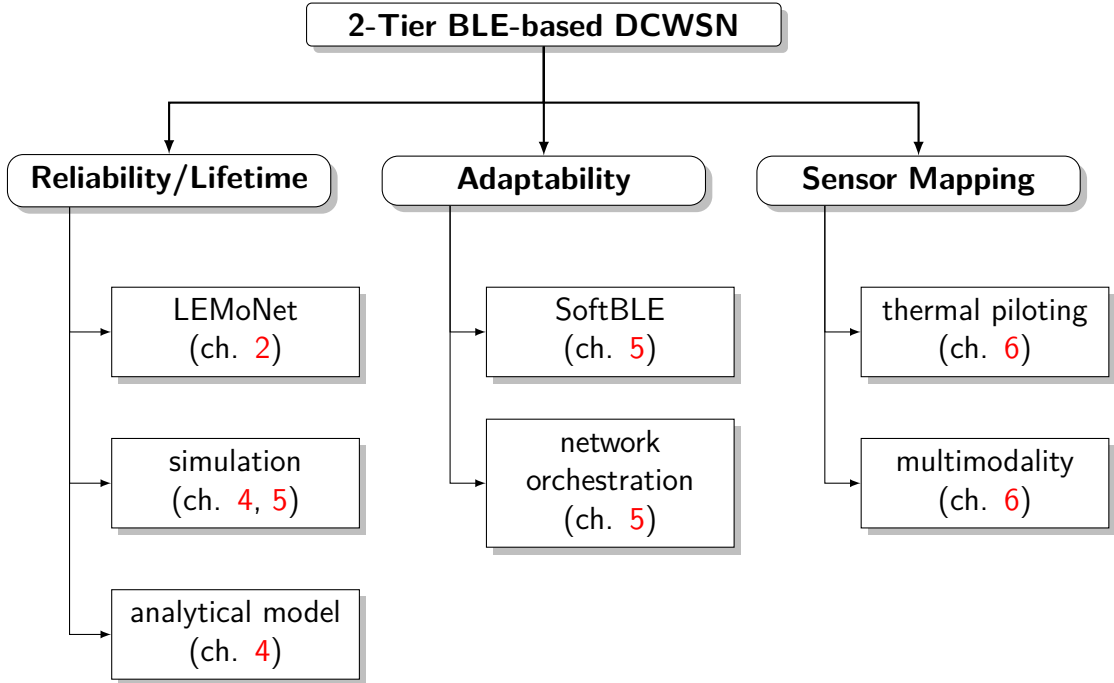 2-Tier BLE-based DCWSN
Reliability/Lifetime
LEMoNet
(ch. 2)
simulation
(ch. 4, 5)
analytical model
(ch. 4)
Adaptability
SoftBLE
(ch. 5)
network
orchestration
(ch. 5)
Sensor Mapping
thermal piloting
(ch. 6)
multimodality
(ch. 6)